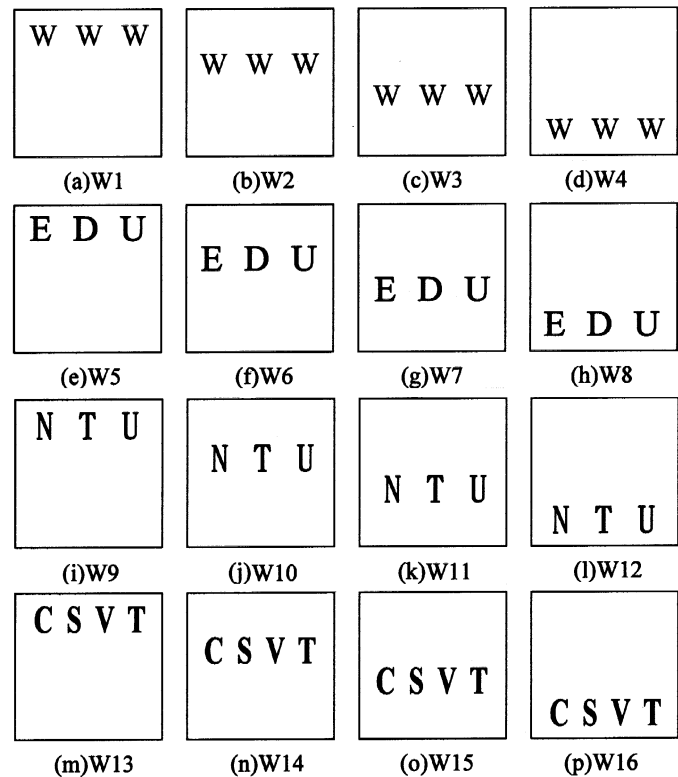 W W W
W W W
W W W
W W W
(a)W1
(b)W2
(c)W3
(d)W4
E D U
E D U
E D U
E D U
(e)W5
(f)W6
(g)W7
(h)W8
N T U
N T U
N T U
N T U
(i)W9
(j)W10
(k)W11
(l)W12
C S V T
C S V T
C S V T
C S V T
(m)W13
(n)W14
(o)W15
(p)W16